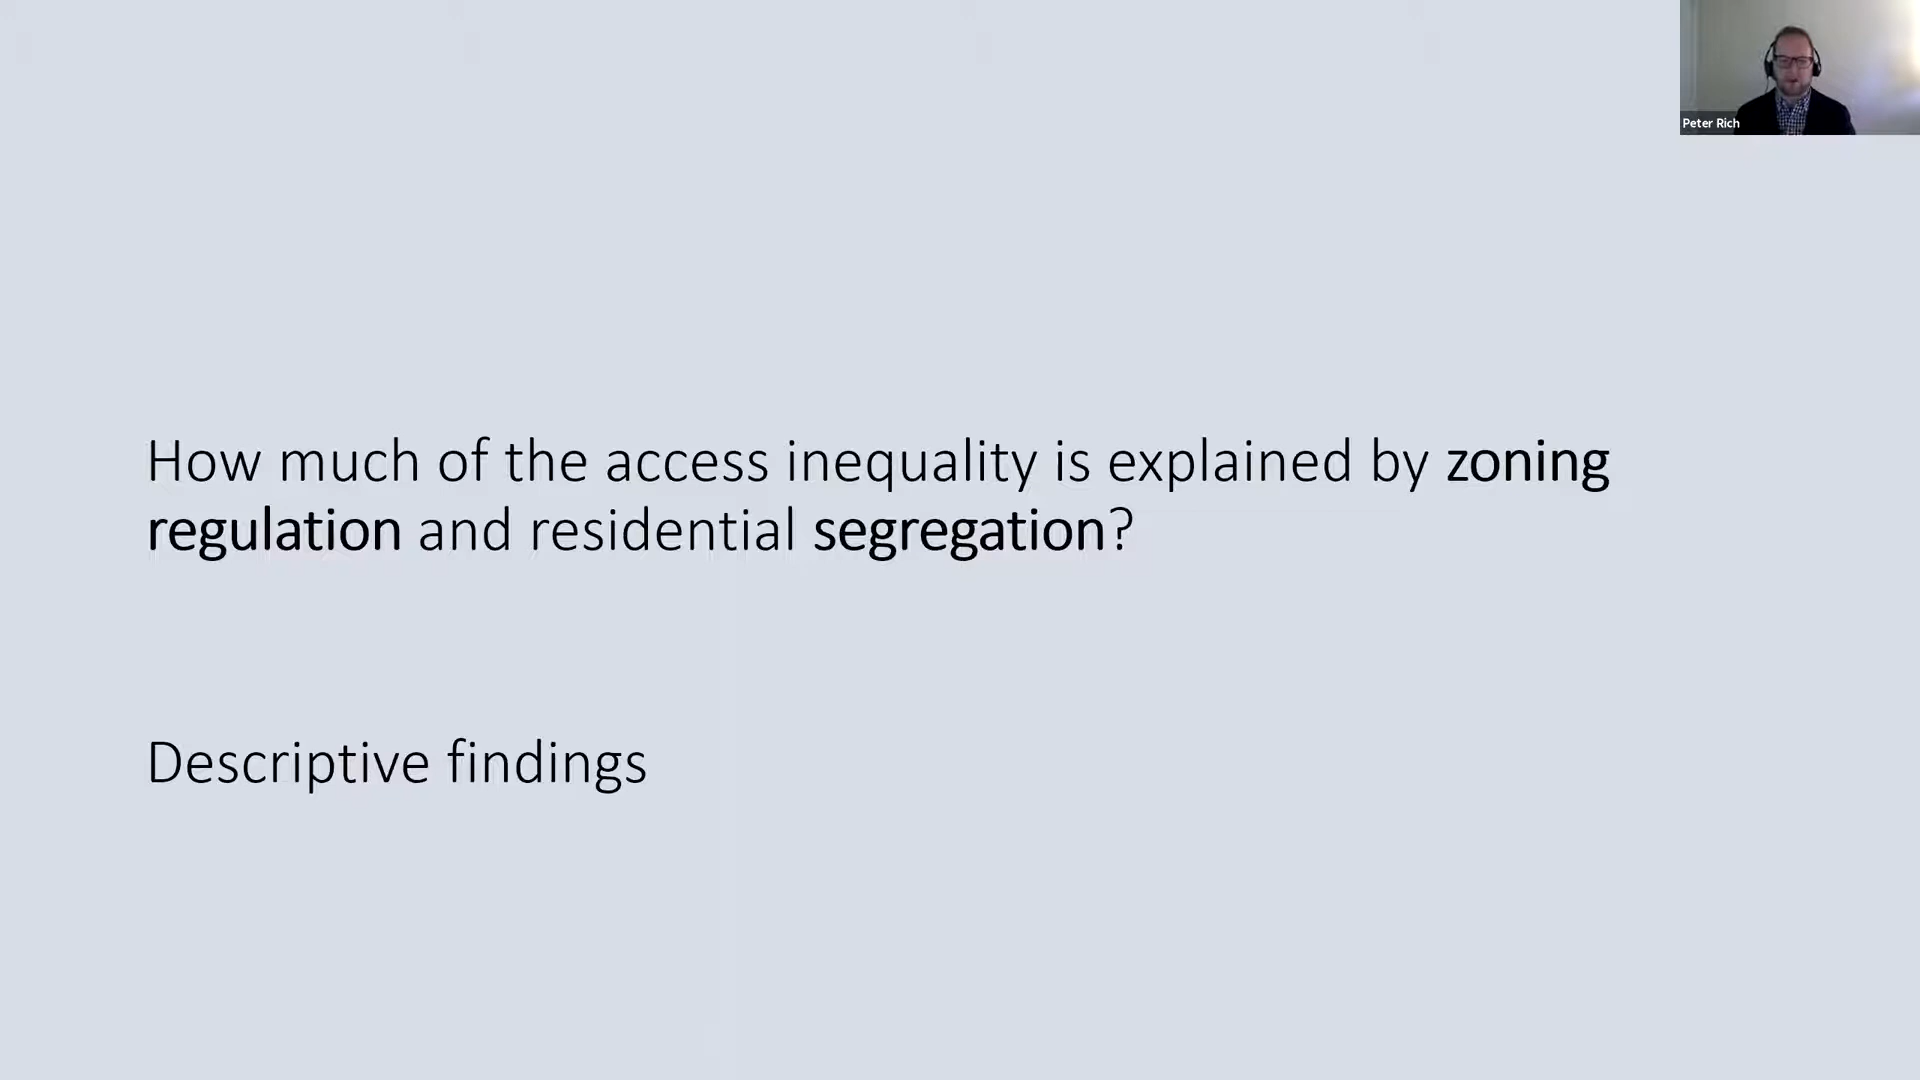 Peter Rich
How much of the access inequality is explained by zoning
regulation and residential segregation?
Descriptive findings